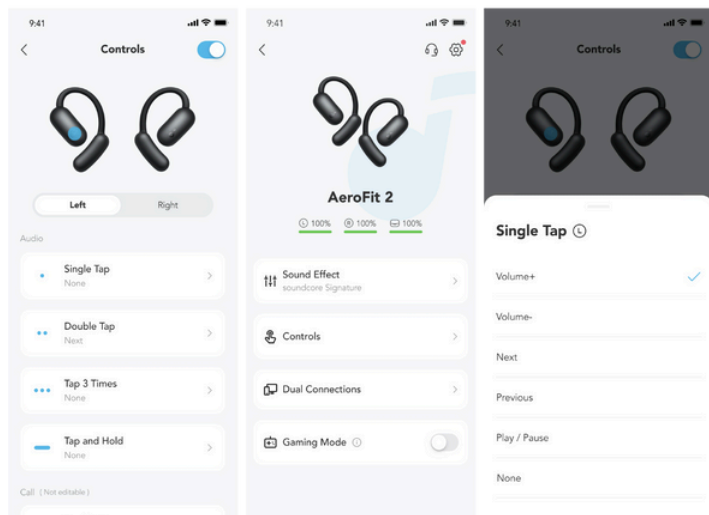 9:41
Controls
Left
Right
Audio
Single Tap
None
Double Tap
Next
Tap 3 Times
None
Tap and Hold
None
Call ( Not editable )
9:41
AeroFit 2
L 100%
R 100%
100%
Sound Effect
soundcore Signature
Controls
Dual Connections
Gaming Mode
9:41
Controls
Single Tap L
Volume+
Volume-
Next
Previous
Play / Pause
None